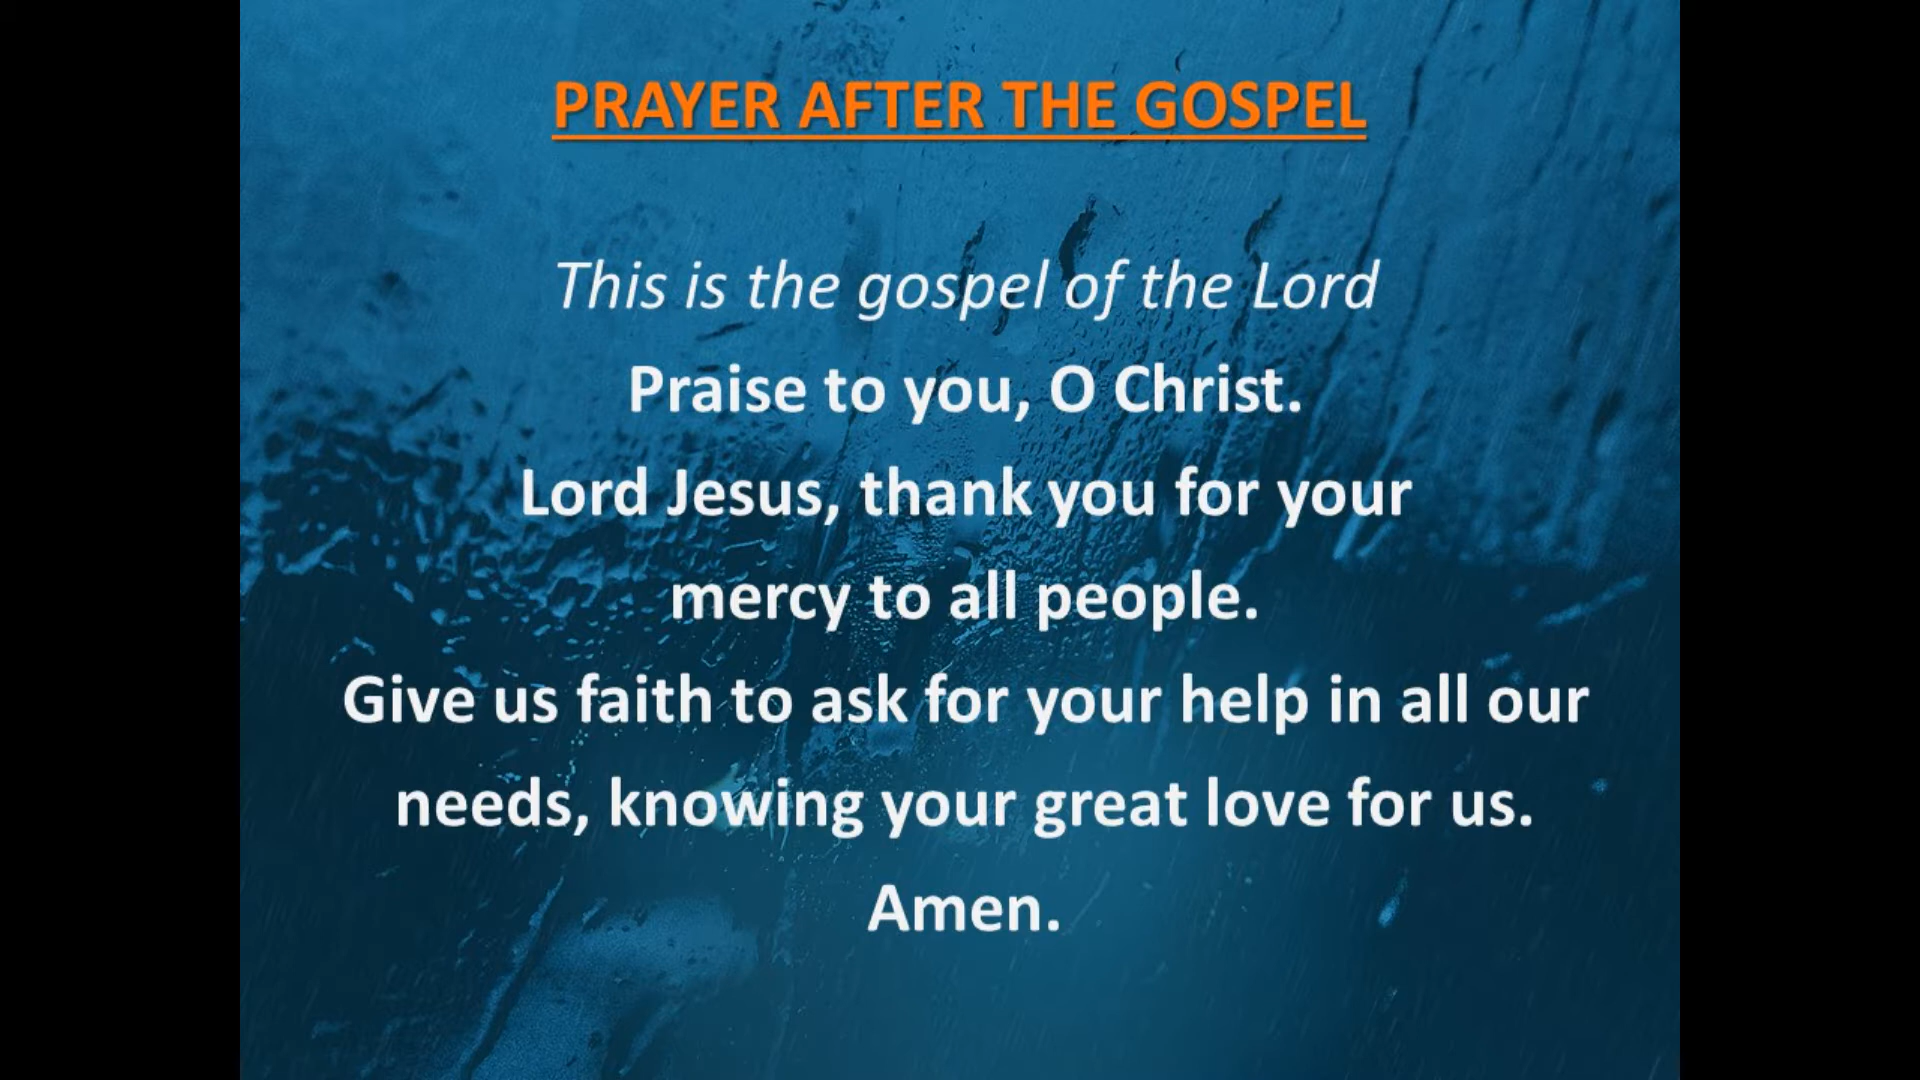 PRAYER AFTER THE GOSPEL
This is the gospel of the Lord
Praise to you, O Christ.
Lord Jesus, thank you for your
mercy to all people.
Give us faith to ask for your help in all our
needs, knowing your great love for us.
Amen.